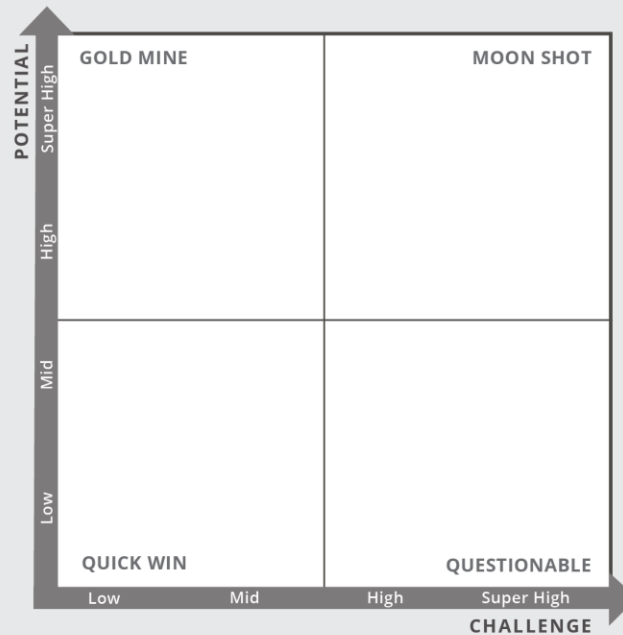 POTENTIAL
Super High
High
Mid
Low
GOLD MINE
MOON SHOT
QUICK WIN
QUESTIONABLE
Low
Mid
High
Super High
CHALLENGE